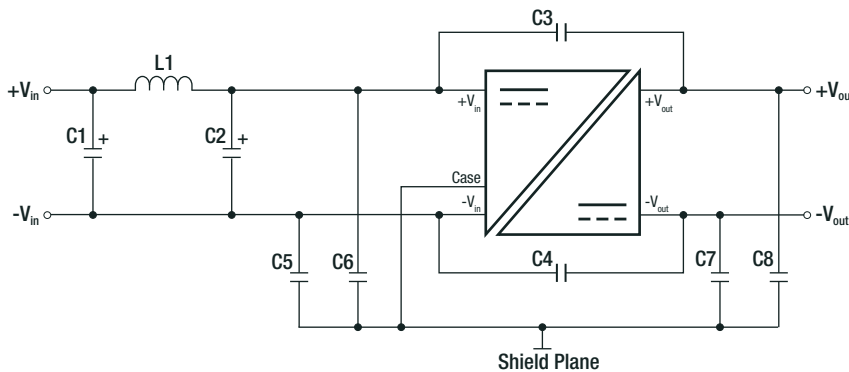 C3
L1
+Vin
+Vou
+Vin
+Vout
C1
+
C2
+
Case
-Vin
-Vout
-Vin
-Vout
C5
C6
C4
C7
C8
Shield Plane